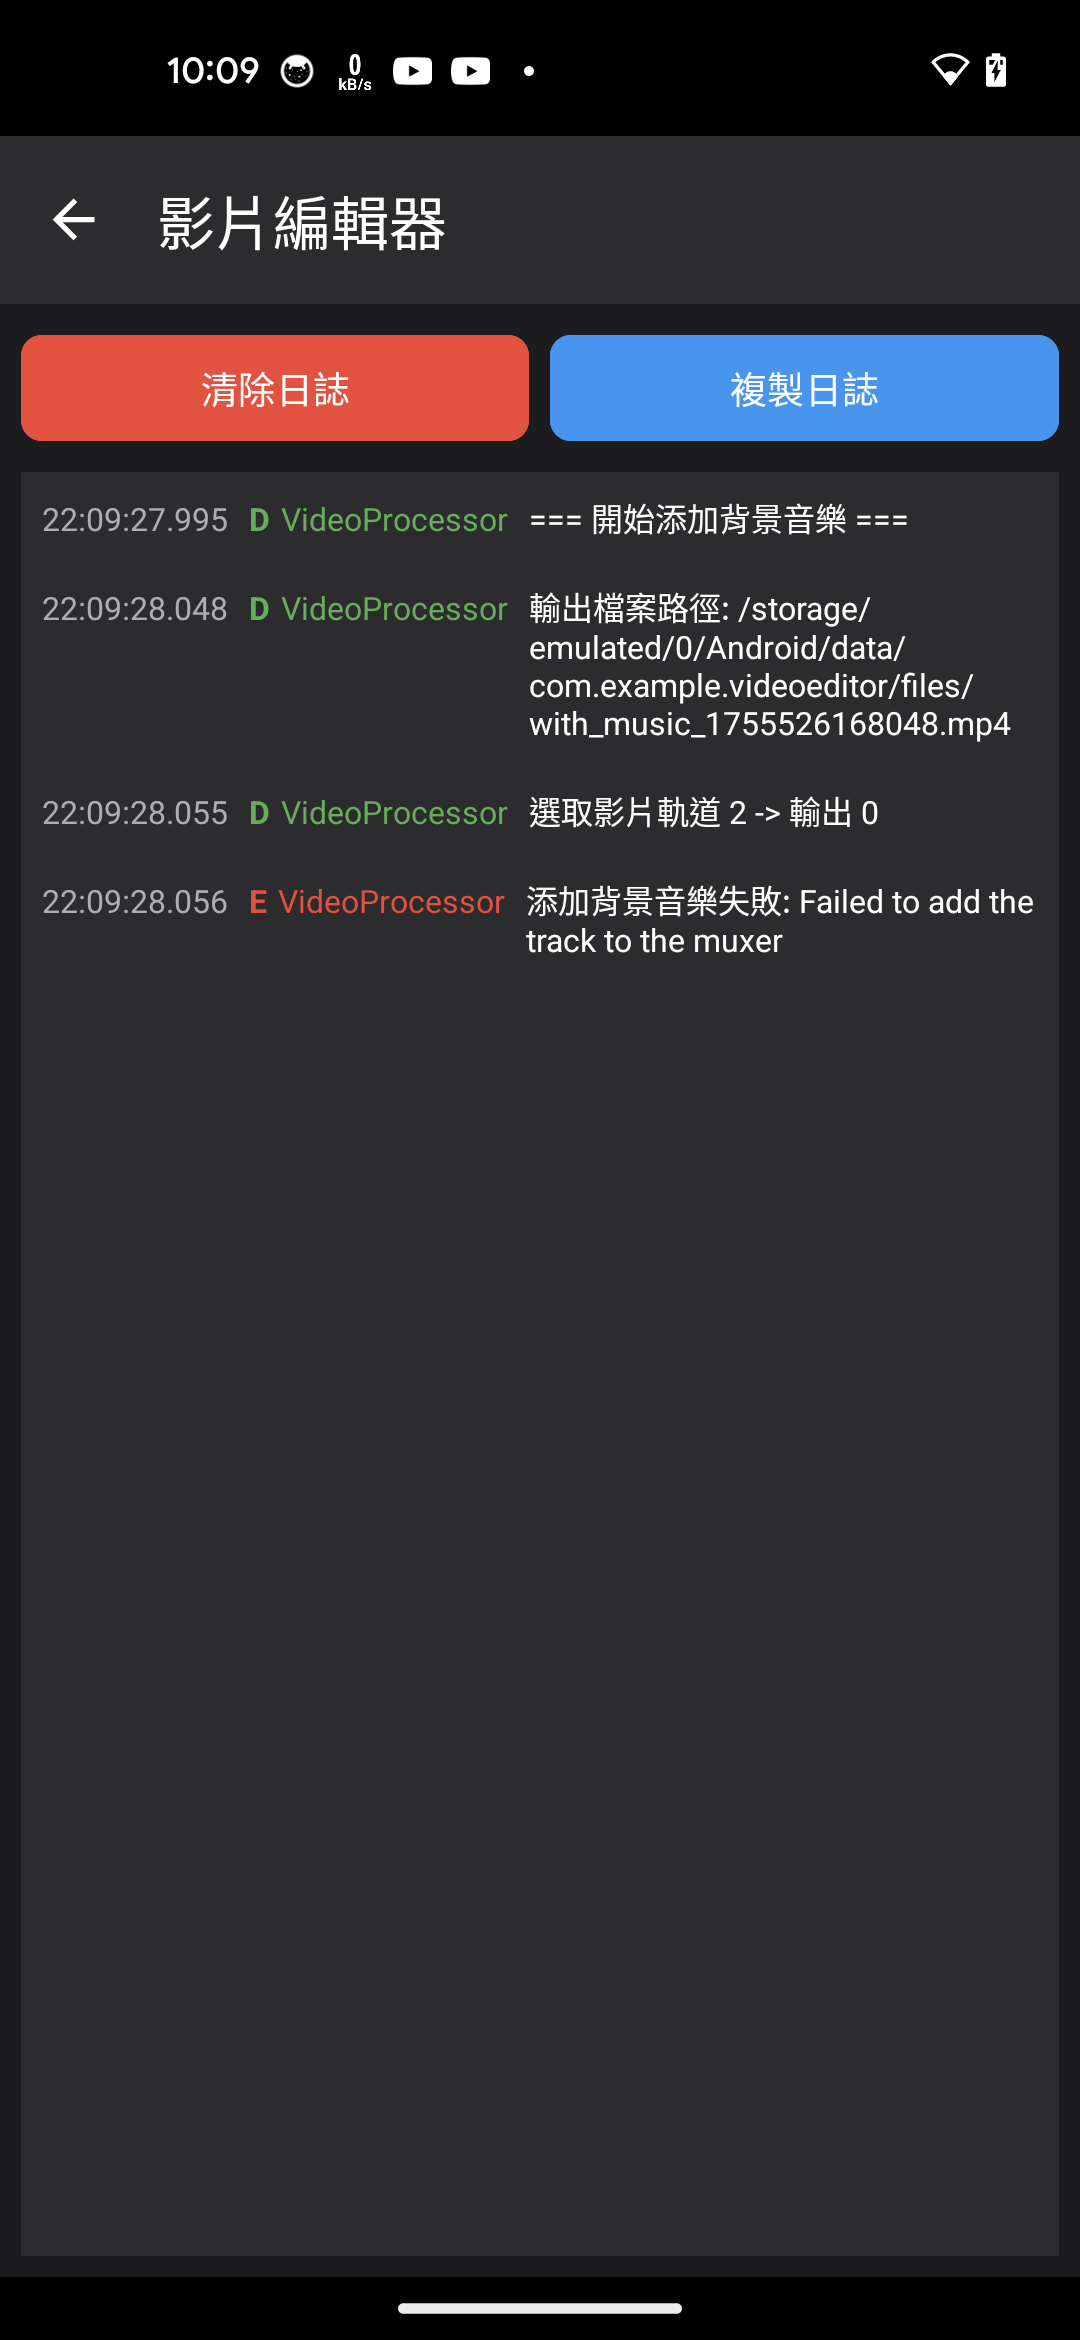 10:09 0 kB/s
影片編輯器
清除日誌 複製日誌
22:09:27.995 D VideoProcessor === 開始添加背景音樂 ===
22:09:28.048 D VideoProcessor 輸出檔案路徑: /storage/
emulated/0/Android/data/
com.example.videoeditor/files/
with_music_1755526168048.mp4
22:09:28.055 D VideoProcessor 選取影片軌道 2 -> 輸出 0
22:09:28.056 E VideoProcessor 添加背景音樂失敗: Failed to add the
track to the muxer